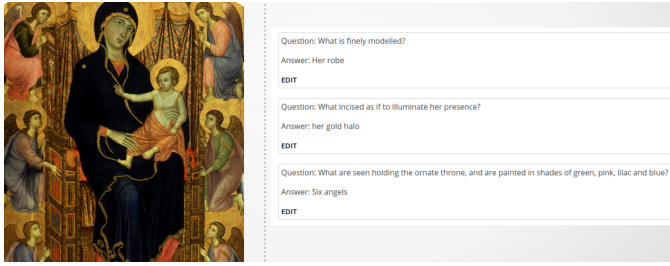 Question: What is finely modelled?
Answer: Her robe
EDIT
Question: What incised as if to illuminate her presence?
Answer: her gold halo
EDIT
Question: What are seen holding the ornate throne, and are painted in shades of green, pink, lilac and blue?
Answer: Six angels
EDIT